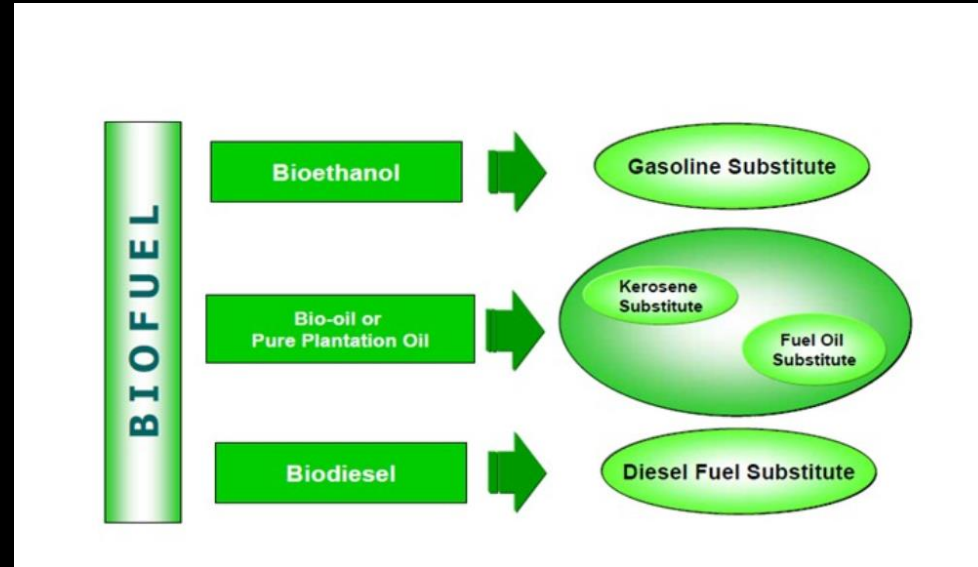 BIOFUEL
Bioethanol
Gasoline Substitute
Bio-oil or
Pure Plantation Oil
Kerosene
Substitute
Fuel Oil
Substitute
Biodiesel
Diesel Fuel Substitute